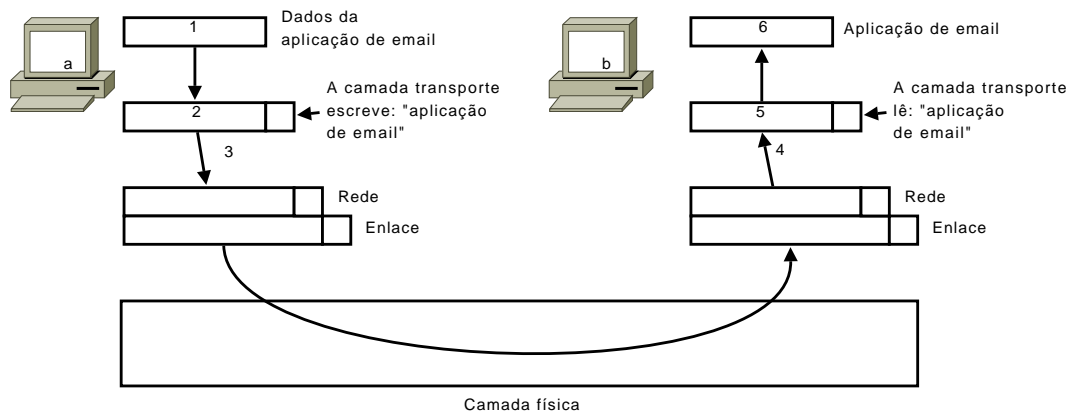 1
Dados da
aplicação de email
6
Aplicação de email
a
b
2
A camada transporte
escreve: "aplicação
de email"
5
A camada transporte
lê: "aplicação
de email"
3
4
Rede
Enlace
Rede
Enlace
Camada física